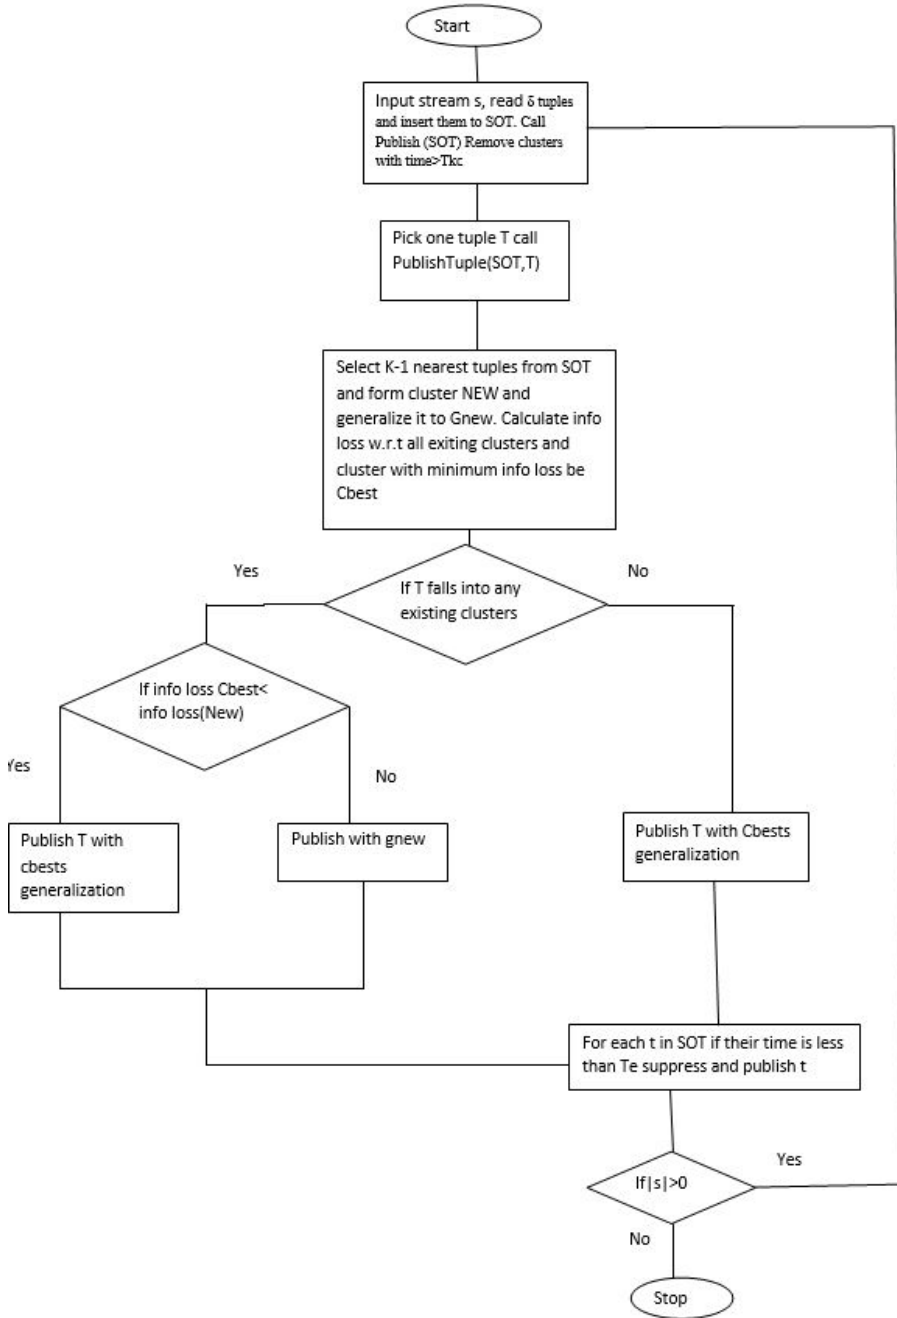 Start
Input stream s, read δ tuples
and insert them to SOT. Call
Publish (SOT) Remove clusters
with time>Tkc
Pick one tuple T call
PublishTuple(SOT,T)
Select K-1 nearest tuples from SOT
and form cluster NEW and
generalize it to Gnew. Calculate info
loss w.r.t all exiting clusters and
cluster with minimum info loss be
Cbest
Yes
No
If T falls into any
existing clusters
If info loss Cbest<
info loss(New)
Yes
No
Publish T with
cbests
generalization
Publish with gnew
Publish T with Cbests
generalization
For each t in SOT if their time is less
than Te suppress and publish t
Yes
If|s|>0
No
Stop